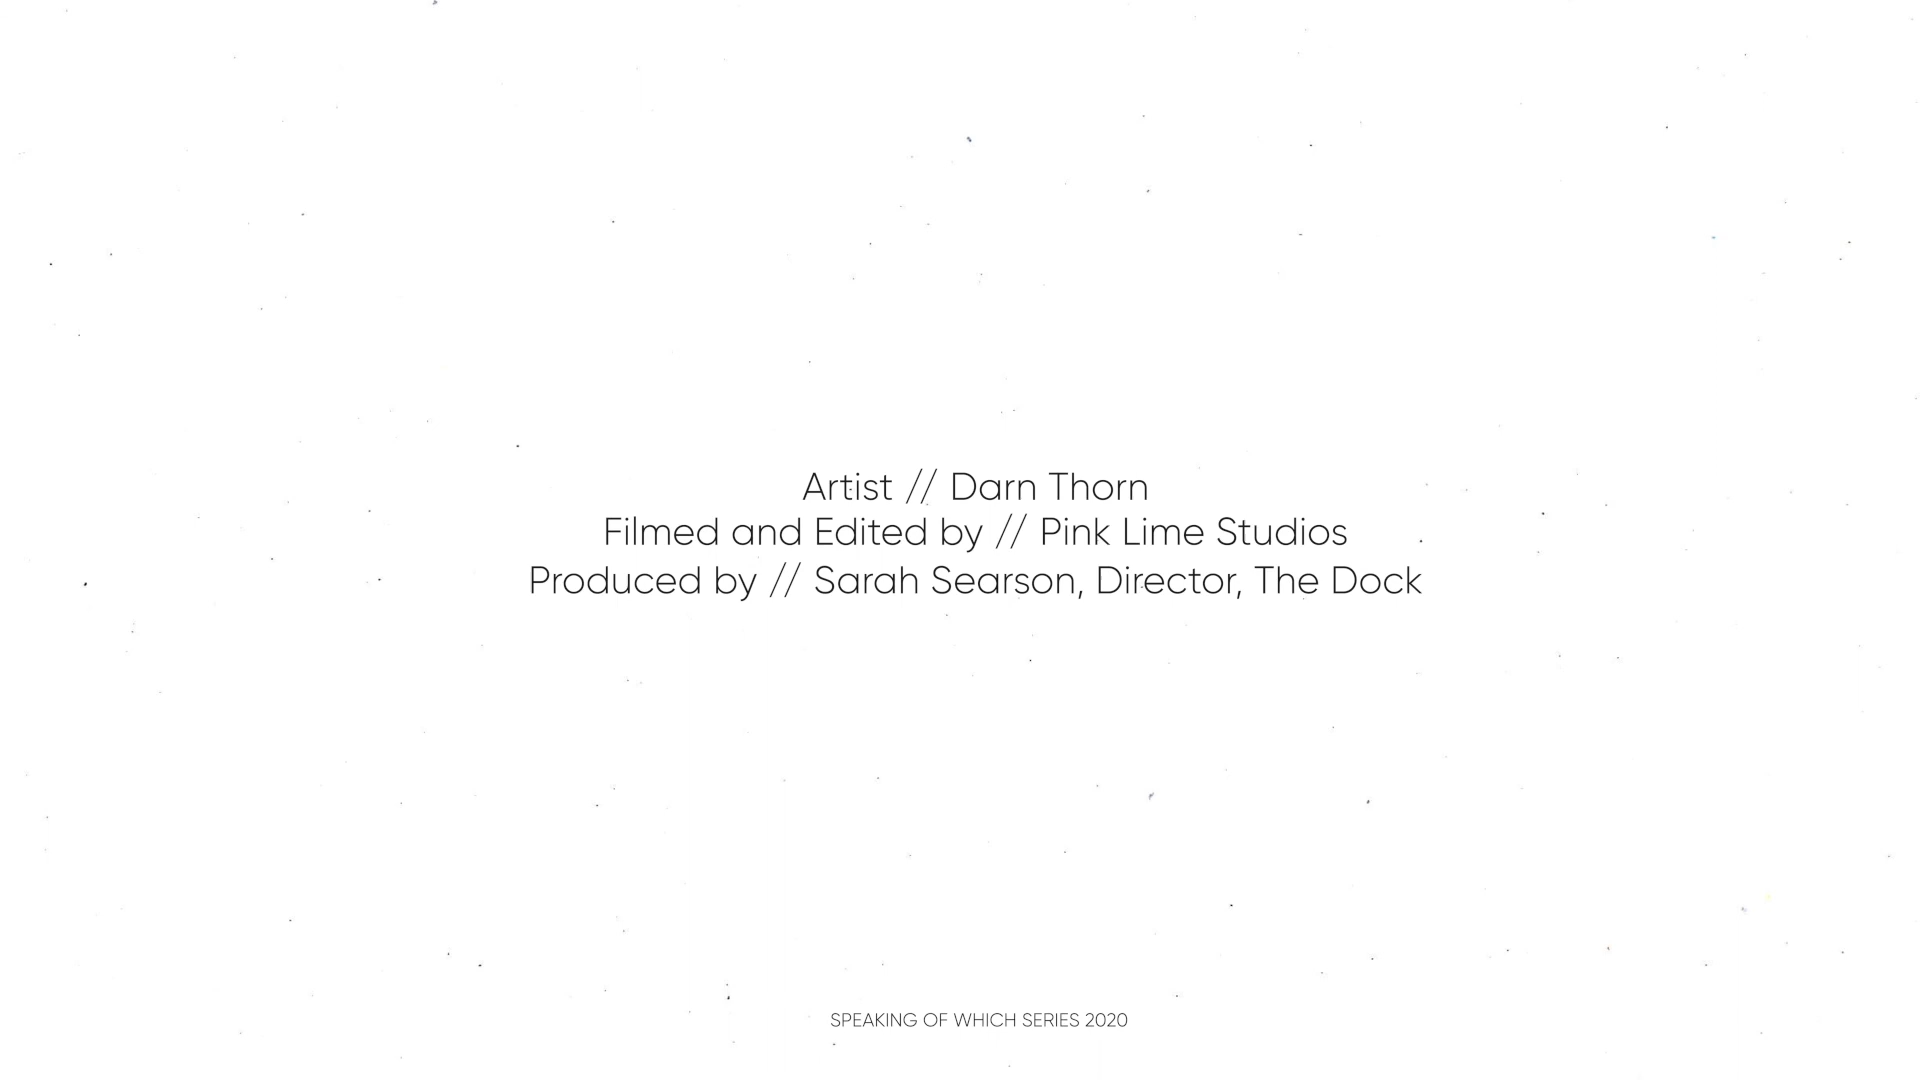 Artist // Darn Thorn
Filmed and Edited by // Pink Lime Studios
Produced by // Sarah Searson, Director, The Dock
SPEAKING OF WHICH SERIES 2020